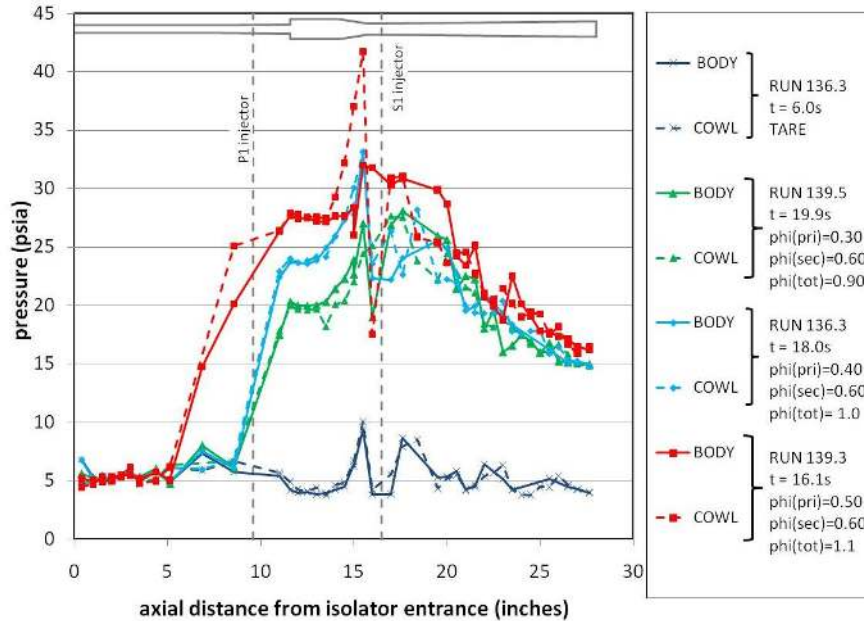 45
40
35
30
25
20
15
10
5
0
pressure (psia)
P1 injector
S1 injector
0 5 10 15 20 25 30
axial distance from isolator entrance (inches)
BODY
COWL
RUN 136.3
t = 6.0s
TARE
BODY
COWL
RUN 139.5
t = 19.9s
phi(pri)=0.30
phi(sec)=0.60
phi(tot)=0.90
BODY
COWL
RUN 136.3
t = 18.0s
phi(pri)=0.40
phi(sec)=0.60
phi(tot)= 1.0
BODY
COWL
RUN 139.3
t = 16.1s
phi(pri)=0.50
phi(sec)=0.60
phi(tot)=1.1